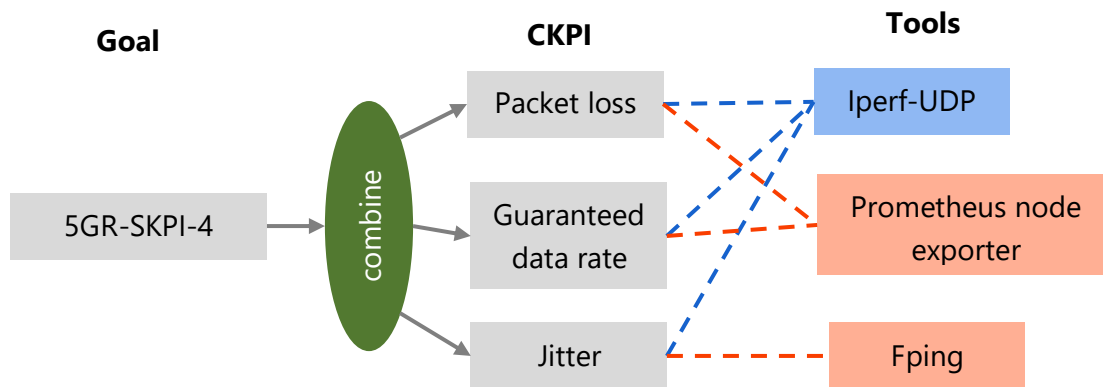 Goal
CKPI
Tools
5GR-SKPI-4
combine
Packet loss
Guaranteed
data rate
Jitter
Iperf-UDP
Prometheus node
exporter
Fping